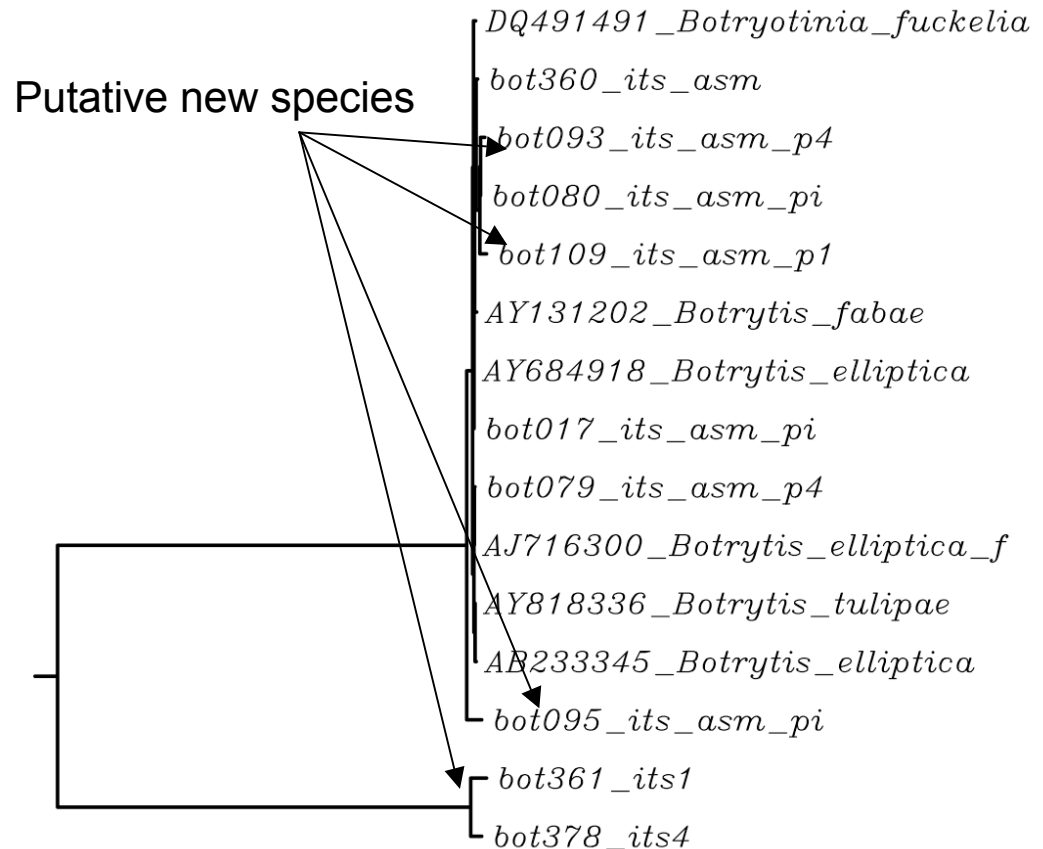 DQ491491_Botryotinia_fuckelia
bot360_its_asm
Putative new species
bot093_its_asm_p4
bot080_its_asm_pi
bot109_its_asm_p1
AY131202_Botrytis_fabae
AY684918_Botrytis_elliptica
bot017_its_asm_pi
bot079_its_asm_p4
AJ716300_Botrytis_elliptica_f
AY818336_Botrytis_tulipae
AB233345_Botrytis_elliptica
bot095_its_asm_pi
bot361_its1
bot378_its4